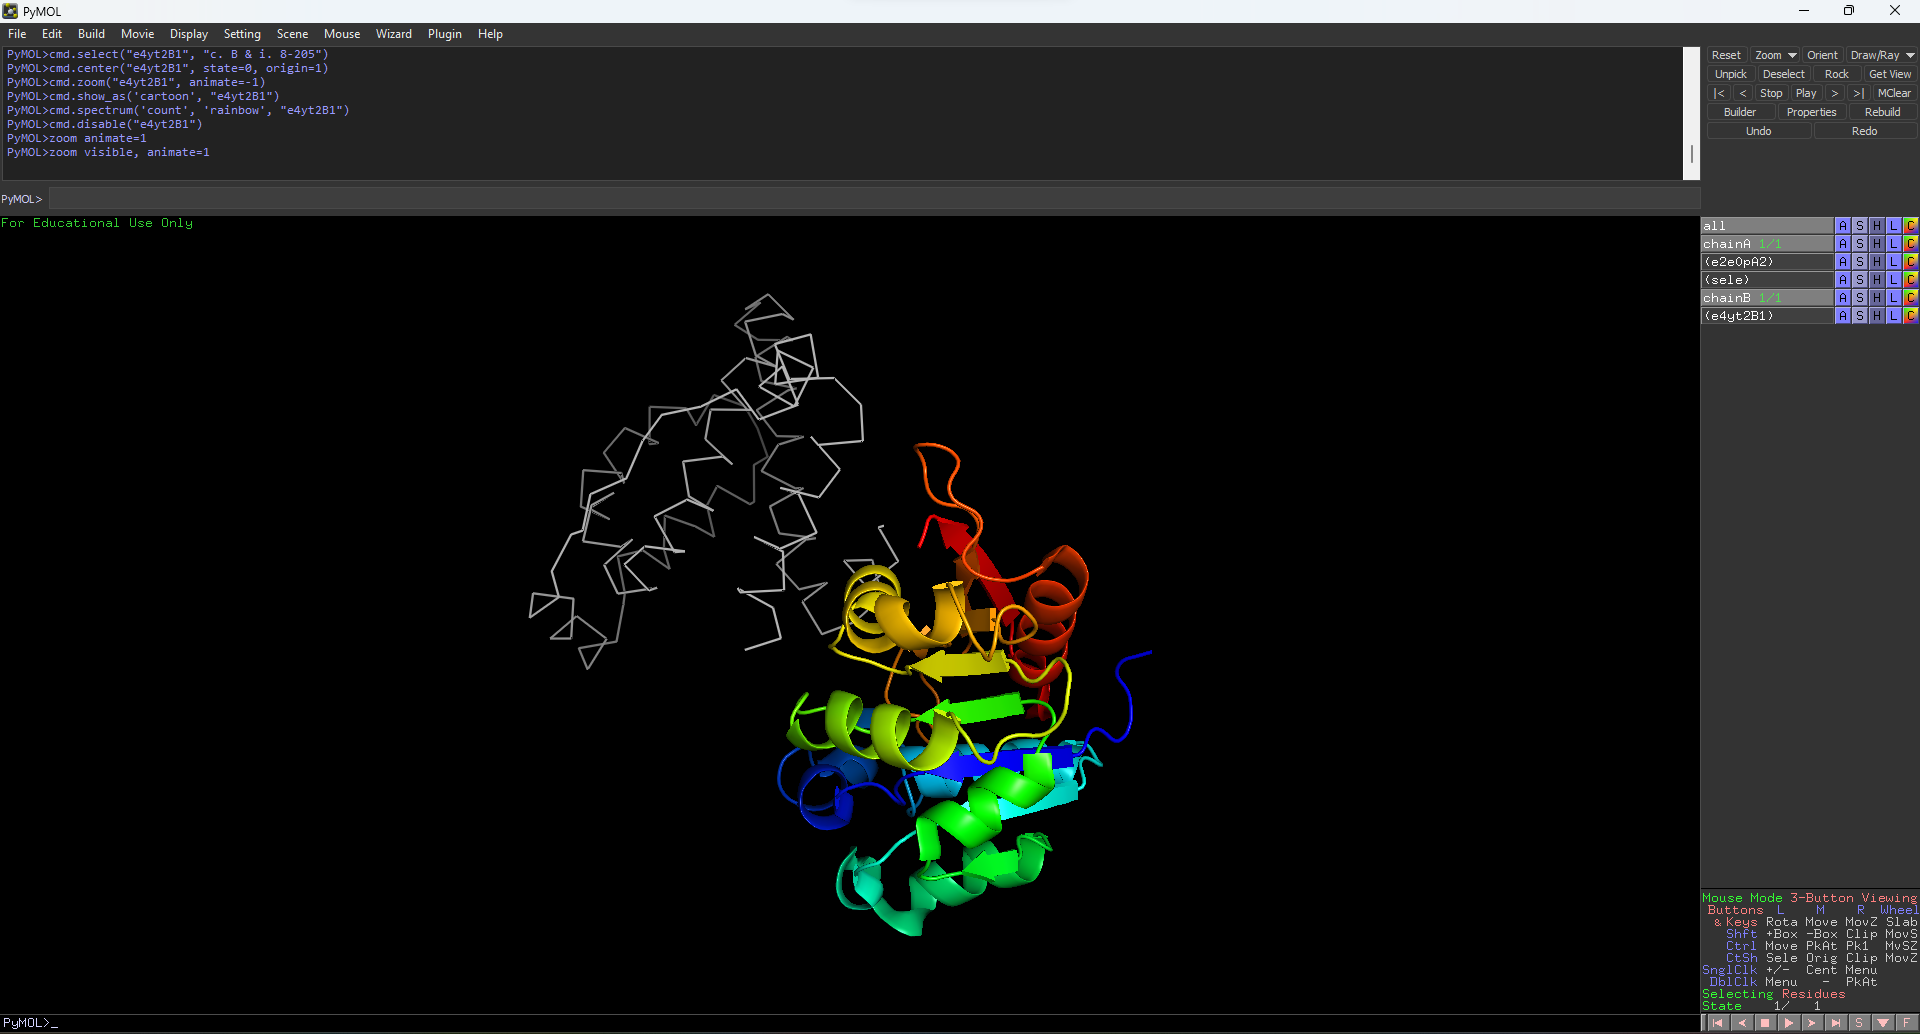 PyMOL
File Edit Build Movie Display Setting Scene Mouse Wizard Plugin Help
PyMOL>cmd.select("e4yt2B1", "c. B & i. 8-205")
PyMOL>cmd.center("e4yt2B1", state=0, origin=1)
PyMOL>cmd.zoom("e4yt2B1", animate=-1)
PyMOL>cmd.show_as('cartoon', "e4yt2B1")
PyMOL>cmd.spectrum('count', 'rainbow', "e4yt2B1")
PyMOL>cmd.disable("e4yt2B1")
PyMOL>zoom animate=1
PyMOL>zoom visible, animate=1
Reset Zoom Orient Draw/Ray
Unpick Deselect Rock Get View
|< < Stop Play > >| MClear
Builder Properties Rebuild
Undo Redo
PyMOL>
For Educational Use Only
all A S H L C
chainA 1/1 A S H L C
(e2e0pA2) A S H L C
(sele) A S H L C
chainB 1/1 A S H L C
(e4yt2B1) A S H L C
Mouse Mode 3-Button Viewing
Buttons L M R Wheel
& Keys Rota Move MovZ Slab
Shft +Box -Box Clip MovS
Ctrl Move PkAt Pk1 MvSZ
CtSh Sele Orig Clip MovZ
SnglClk +/- Cent Menu
DblClk Menu - PkAt
Selecting Residues
State 1/ 1
PyMOL>_
S F